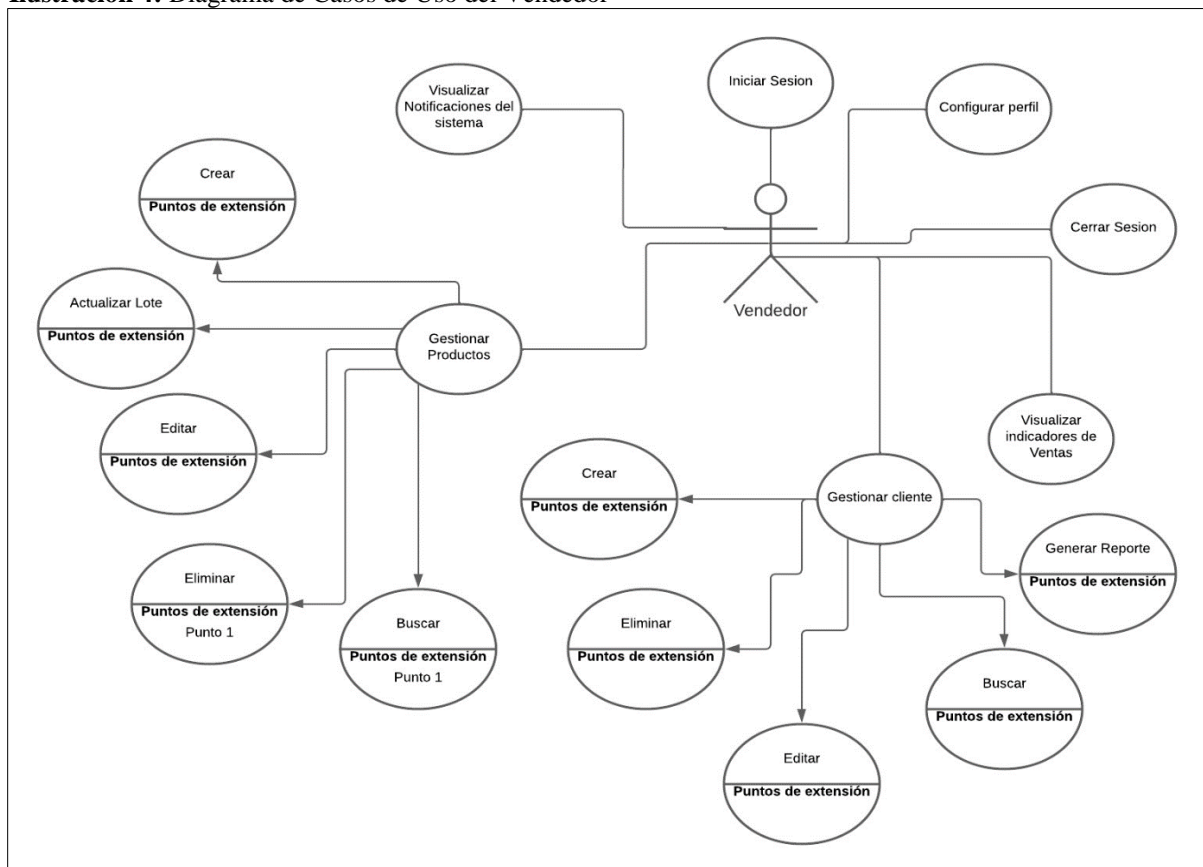 Ilustración 4. Diagrama de Casos de Uso del Vendedor
Visualizar
Notificaciones del
sistema
Iniciar Sesion
Configurar perfil
Crear
Puntos de extensión
Cerrar Sesion
Actualizar Lote
Puntos de extensión
Vendedor
Gestionar
Productos
Editar
Puntos de extensión
Visualizar
indicadores de
Ventas
Crear
Puntos de extensión
Gestionar cliente
Generar Reporte
Puntos de extensión
Eliminar
Puntos de extensión
Punto 1
Buscar
Puntos de extensión
Punto 1
Eliminar
Puntos de extensión
Buscar
Puntos de extensión
Editar
Puntos de extensión